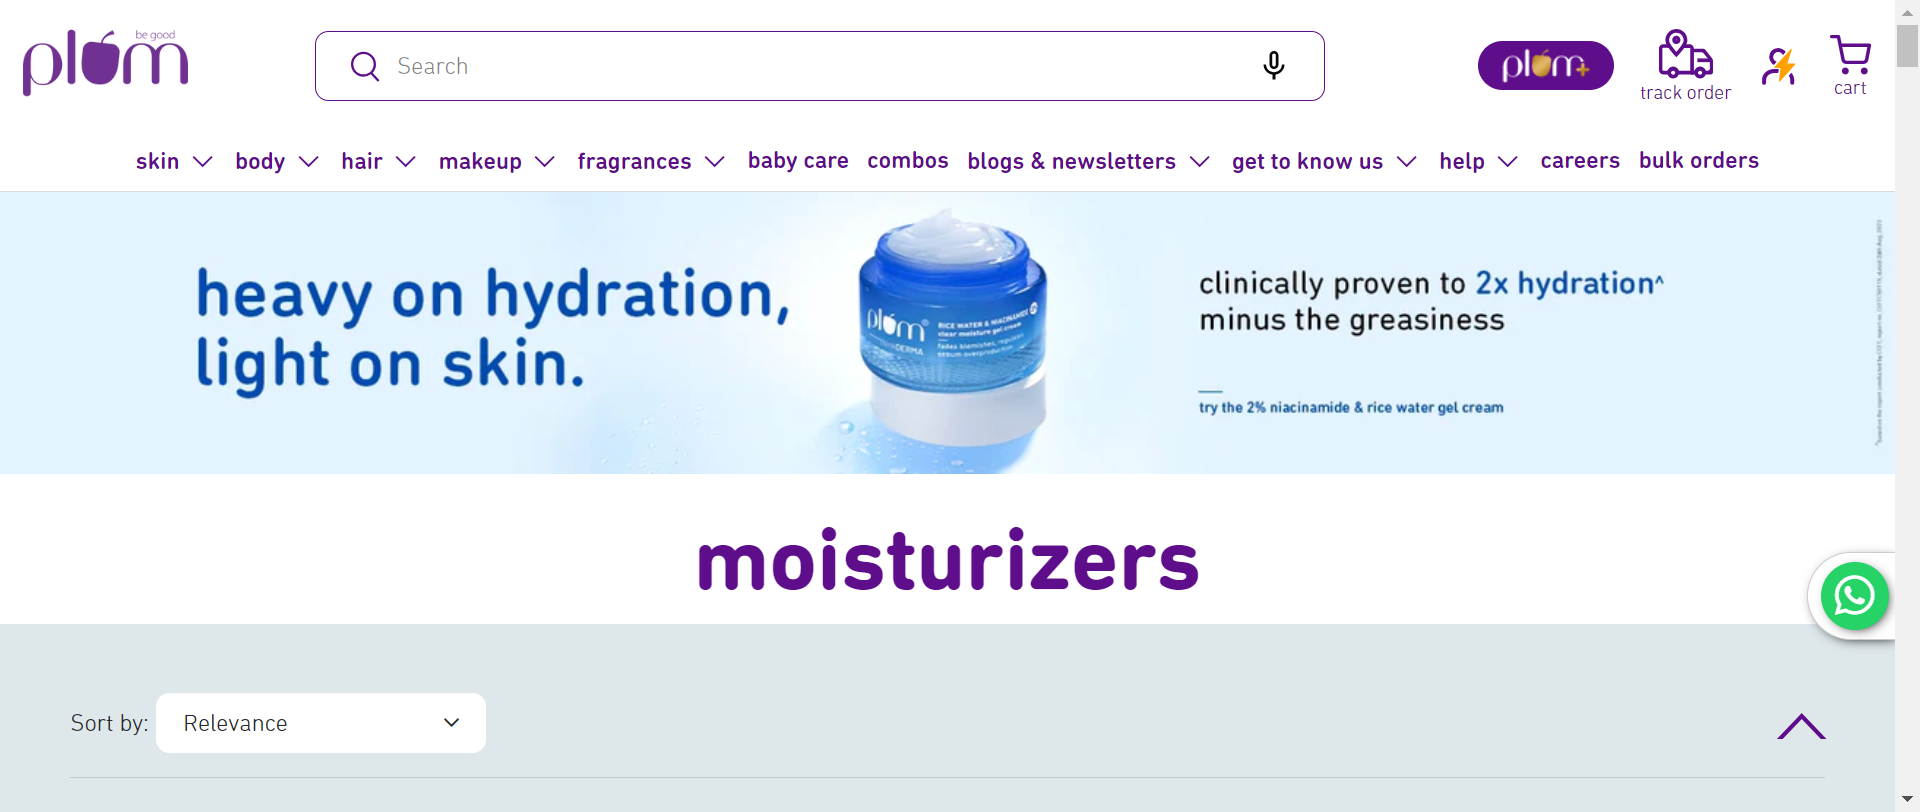 be good
plum
Search
plum+
track order
cart
skin body hair makeup fragrances baby care combos blogs & newsletters get to know us help careers bulk orders
heavy on hydration,
light on skin.
plum®
RICE WATER & NIACINAMIDE
clear moisture gel cream
fades blemishes, regulates
sebum overproduction
clinically proven to 2x hydration^
minus the greasiness
try the 2% niacinamide & rice water gel cream
moisturizers
Sort by: Relevance